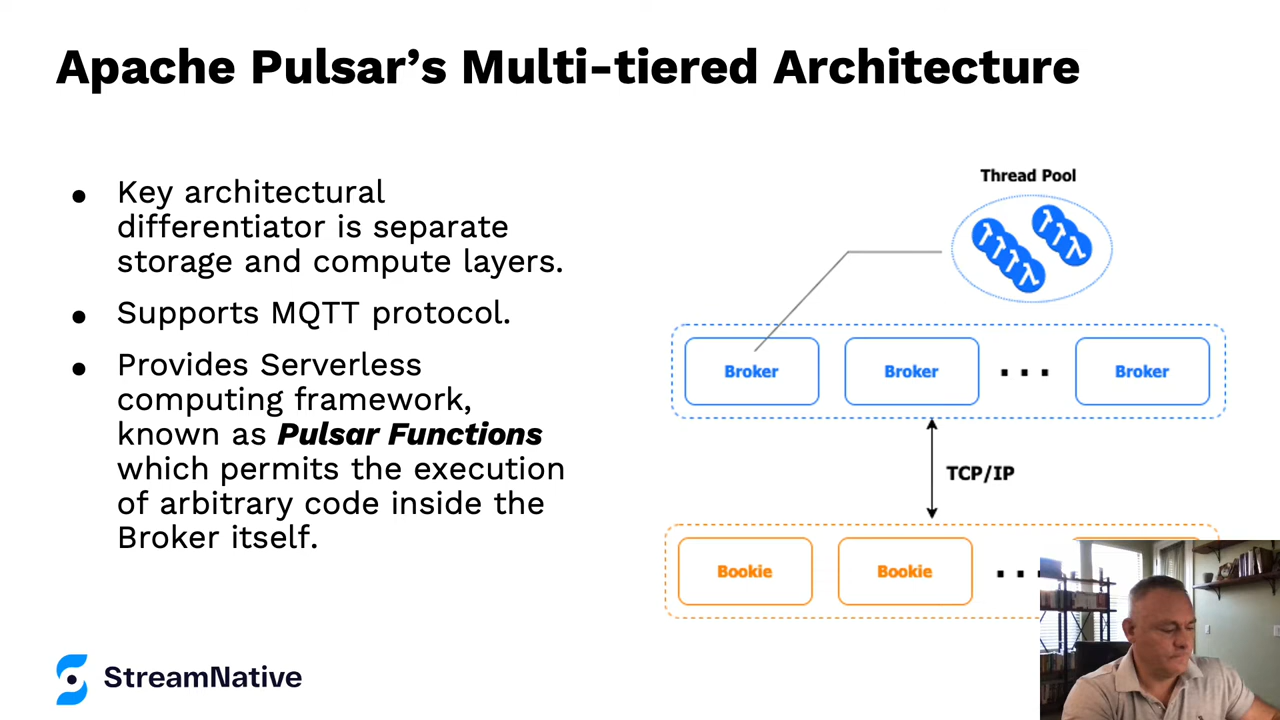 Apache Pulsar’s Multi-tiered Architecture
● Key architectural
differentiator is separate
storage and compute layers.
● Supports MQTT protocol.
● Provides Serverless
computing framework,
known as Pulsar Functions
which permits the execution
of arbitrary code inside the
Broker itself.
Thread Pool
λ λ λ λ λ λ λ
Broker Broker ... Broker
TCP/IP
Bookie Bookie ...
StreamNative